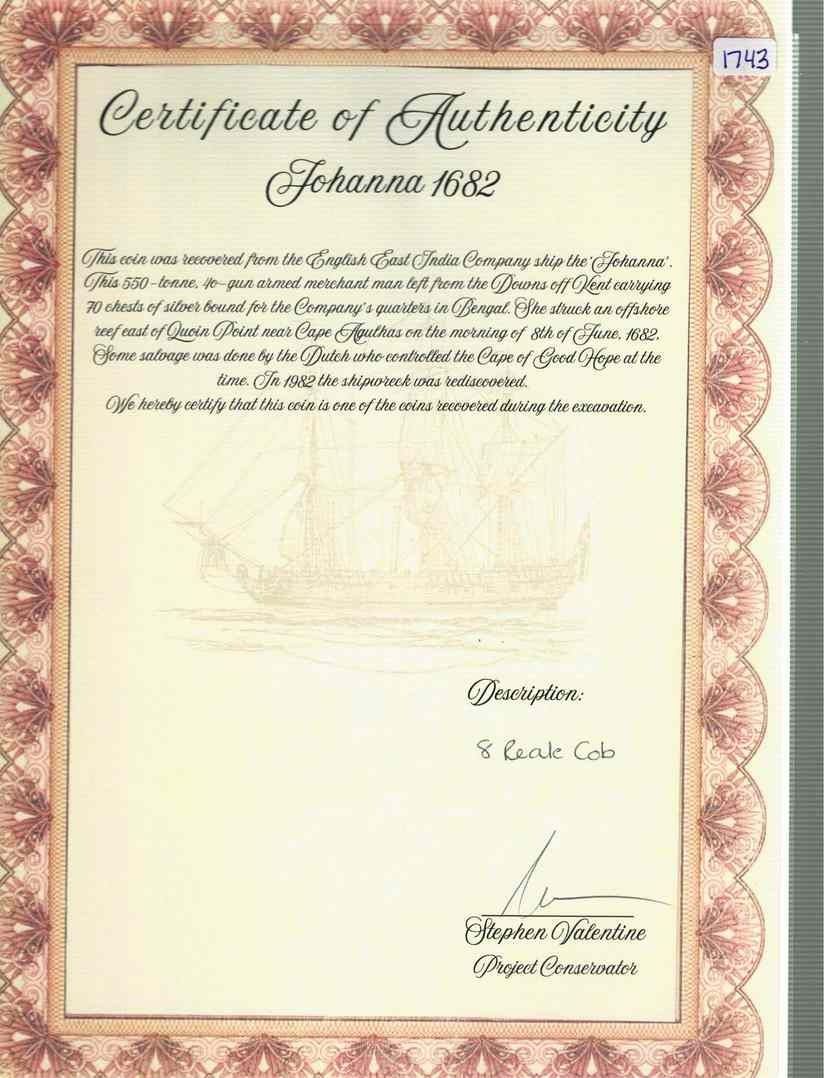 1743
Certificate of Authenticity
Johanna 1682
This coin was recovered from the English East India Company ship the 'Johanna'.
This 550-tonne, 40-gun armed merchant man left from the Downs off Kent carrying
70 chests of silver bound for the Company's quarters in Bengal. She struck an offshore
reef east of Quoin Point near Cape Agulhas on the morning of 8th of June, 1682.
Some salvage was done by the Dutch who controlled the Cape of Good Hope at the
time. In 1982 the shipwreck was rediscovered.
We hereby certify that this coin is one of the coins recovered during the excavation.
Description:
8 Reale Cob
Stephen Valentine
Project Conservator